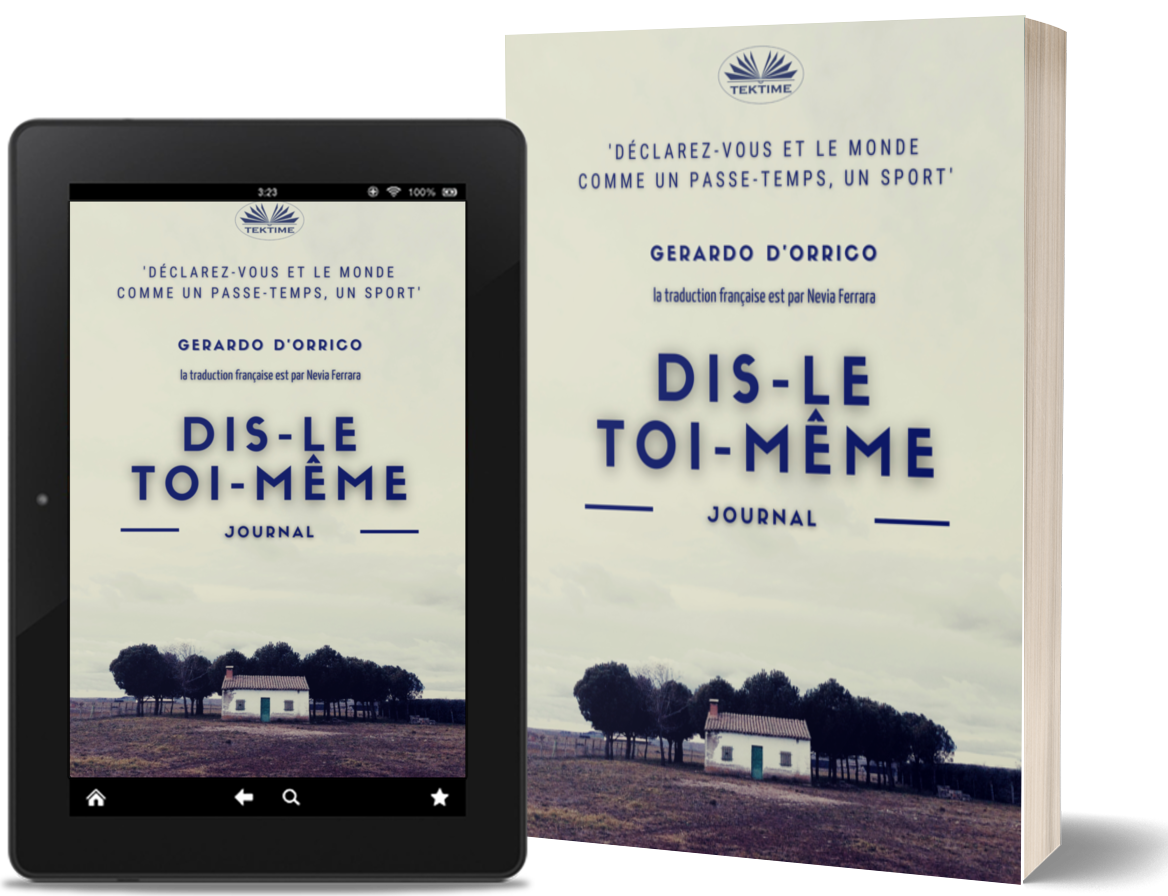 3:23
100%
TEKTIME
'DÉCLAREZ-VOUS ET LE MONDE
COMME UN PASSE-TEMPS, UN SPORT'
GERARDO D'ORRICO
la traduction française est par Nevia Ferrara
DIS-LE
TOI-MÊME
JOURNAL
TEKTIME
'DÉCLAREZ-VOUS ET LE MONDE
COMME UN PASSE-TEMPS, UN SPORT'
GERARDO D'ORRICO
la traduction française est par Nevia Ferrara
DIS-LE
TOI-MÊME
JOURNAL